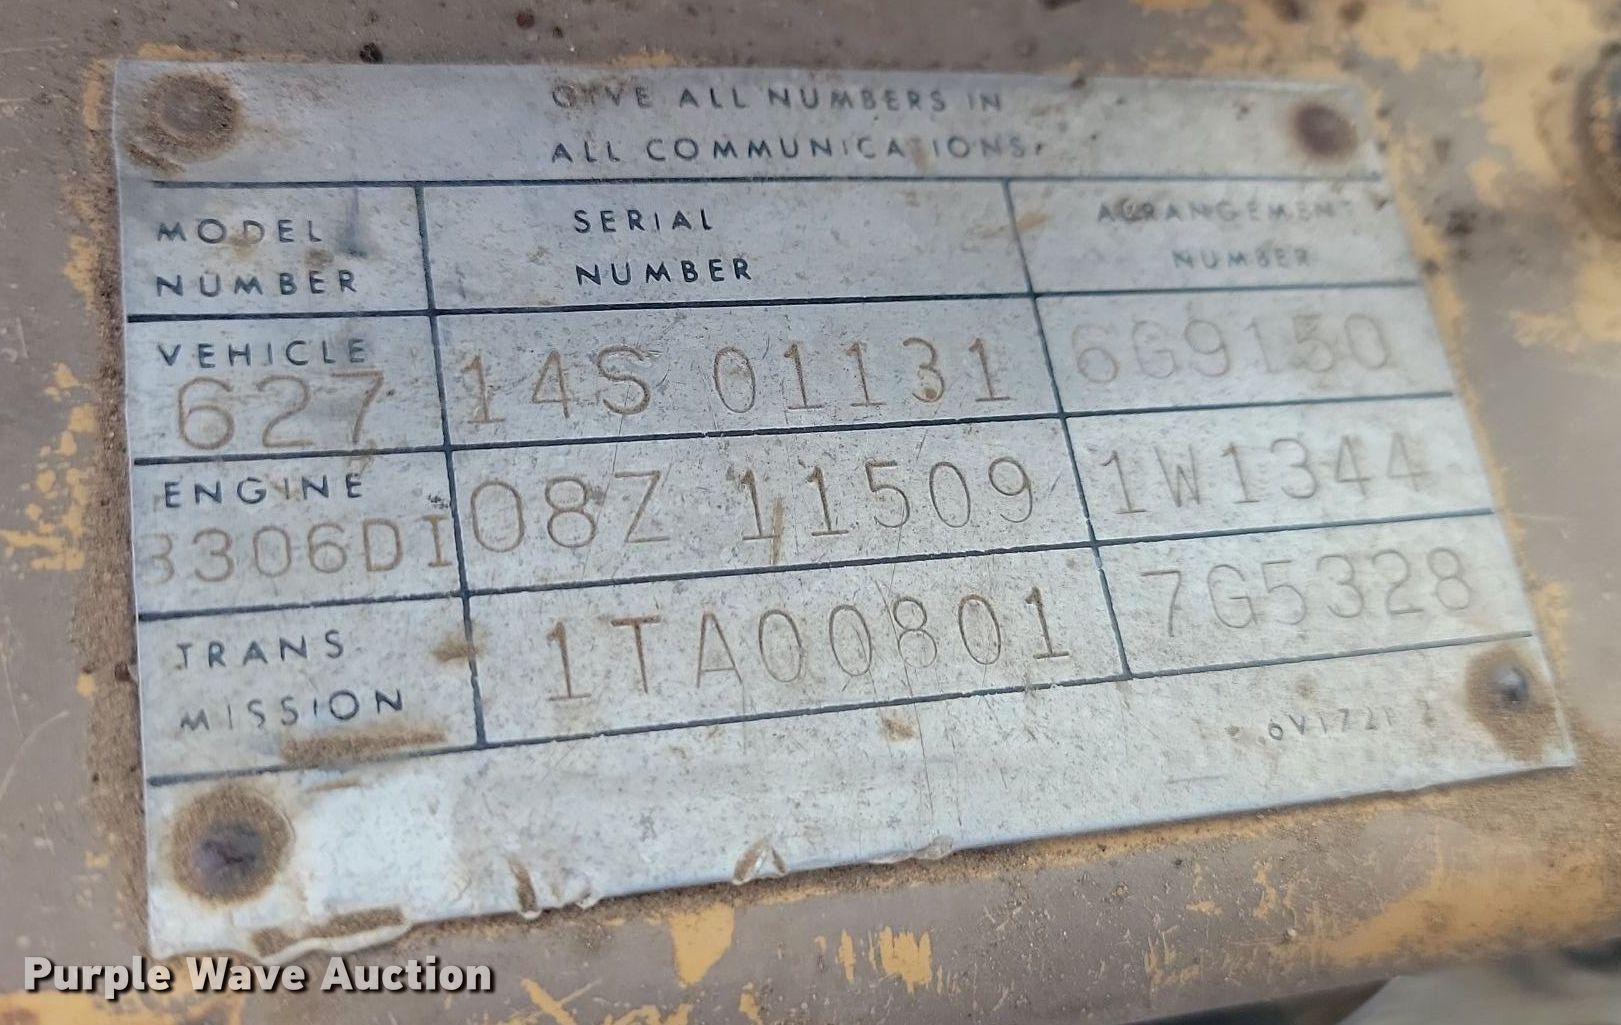 GIVE ALL NUMBERS IN
ALL COMMUNICATIONS.
MODEL NUMBER
SERIAL NUMBER
ARRANGEMENT NUMBER
VEHICLE
627 14S 01131 6G9150
ENGINE
3306DI 08Z 11509 1W1344
TRANS
MISSION
1TA00801 7G5328
Purple Wave Auction